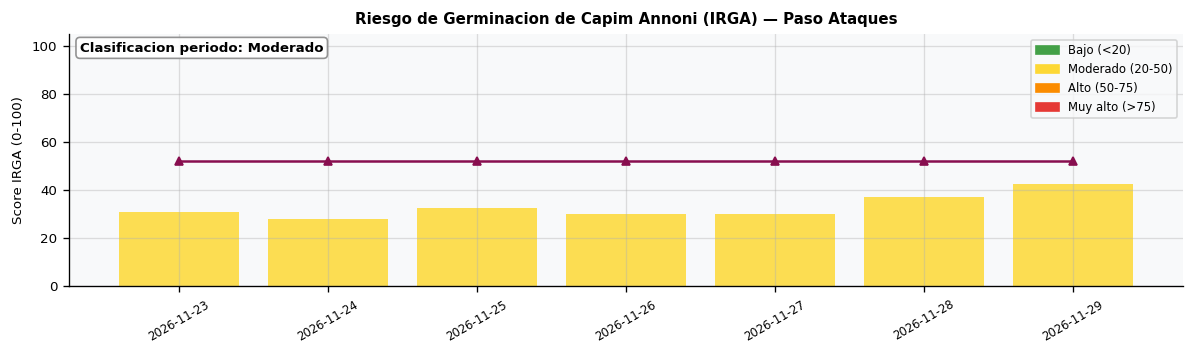 Riesgo de Germinacion de Capim Annoni (IRGA) — Paso Ataques
Clasificacion periodo: Moderado
Bajo (<20)
Moderado (20-50)
Alto (50-75)
Muy alto (>75)
Score IRGA (0-100)
100
80
60
40
20
0
2026-11-23
2026-11-24
2026-11-25
2026-11-26
2026-11-27
2026-11-28
2026-11-29